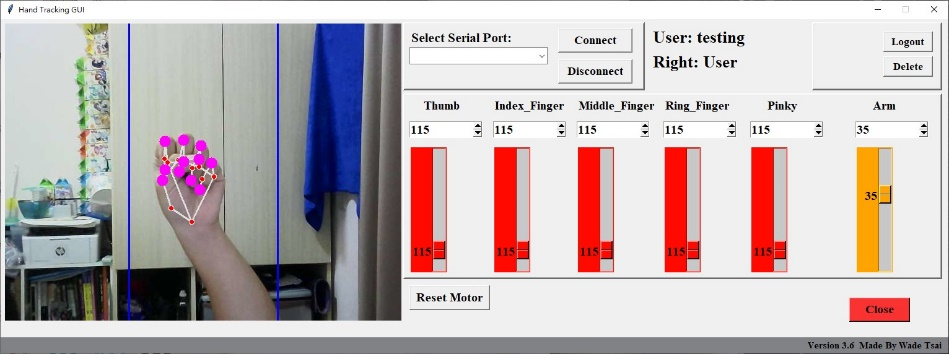 Hand Tracking GUI
Select Serial Port:
Connect
Disconnect
User: testing
Right: User
Logout
Delete
Thumb Index_Finger Middle_Finger Ring_Finger Pinky Arm
115 115 115 115 115 35
35
115 115 115 115 115
Reset Motor
Close
Version 3.6 Made By Wade Tsai